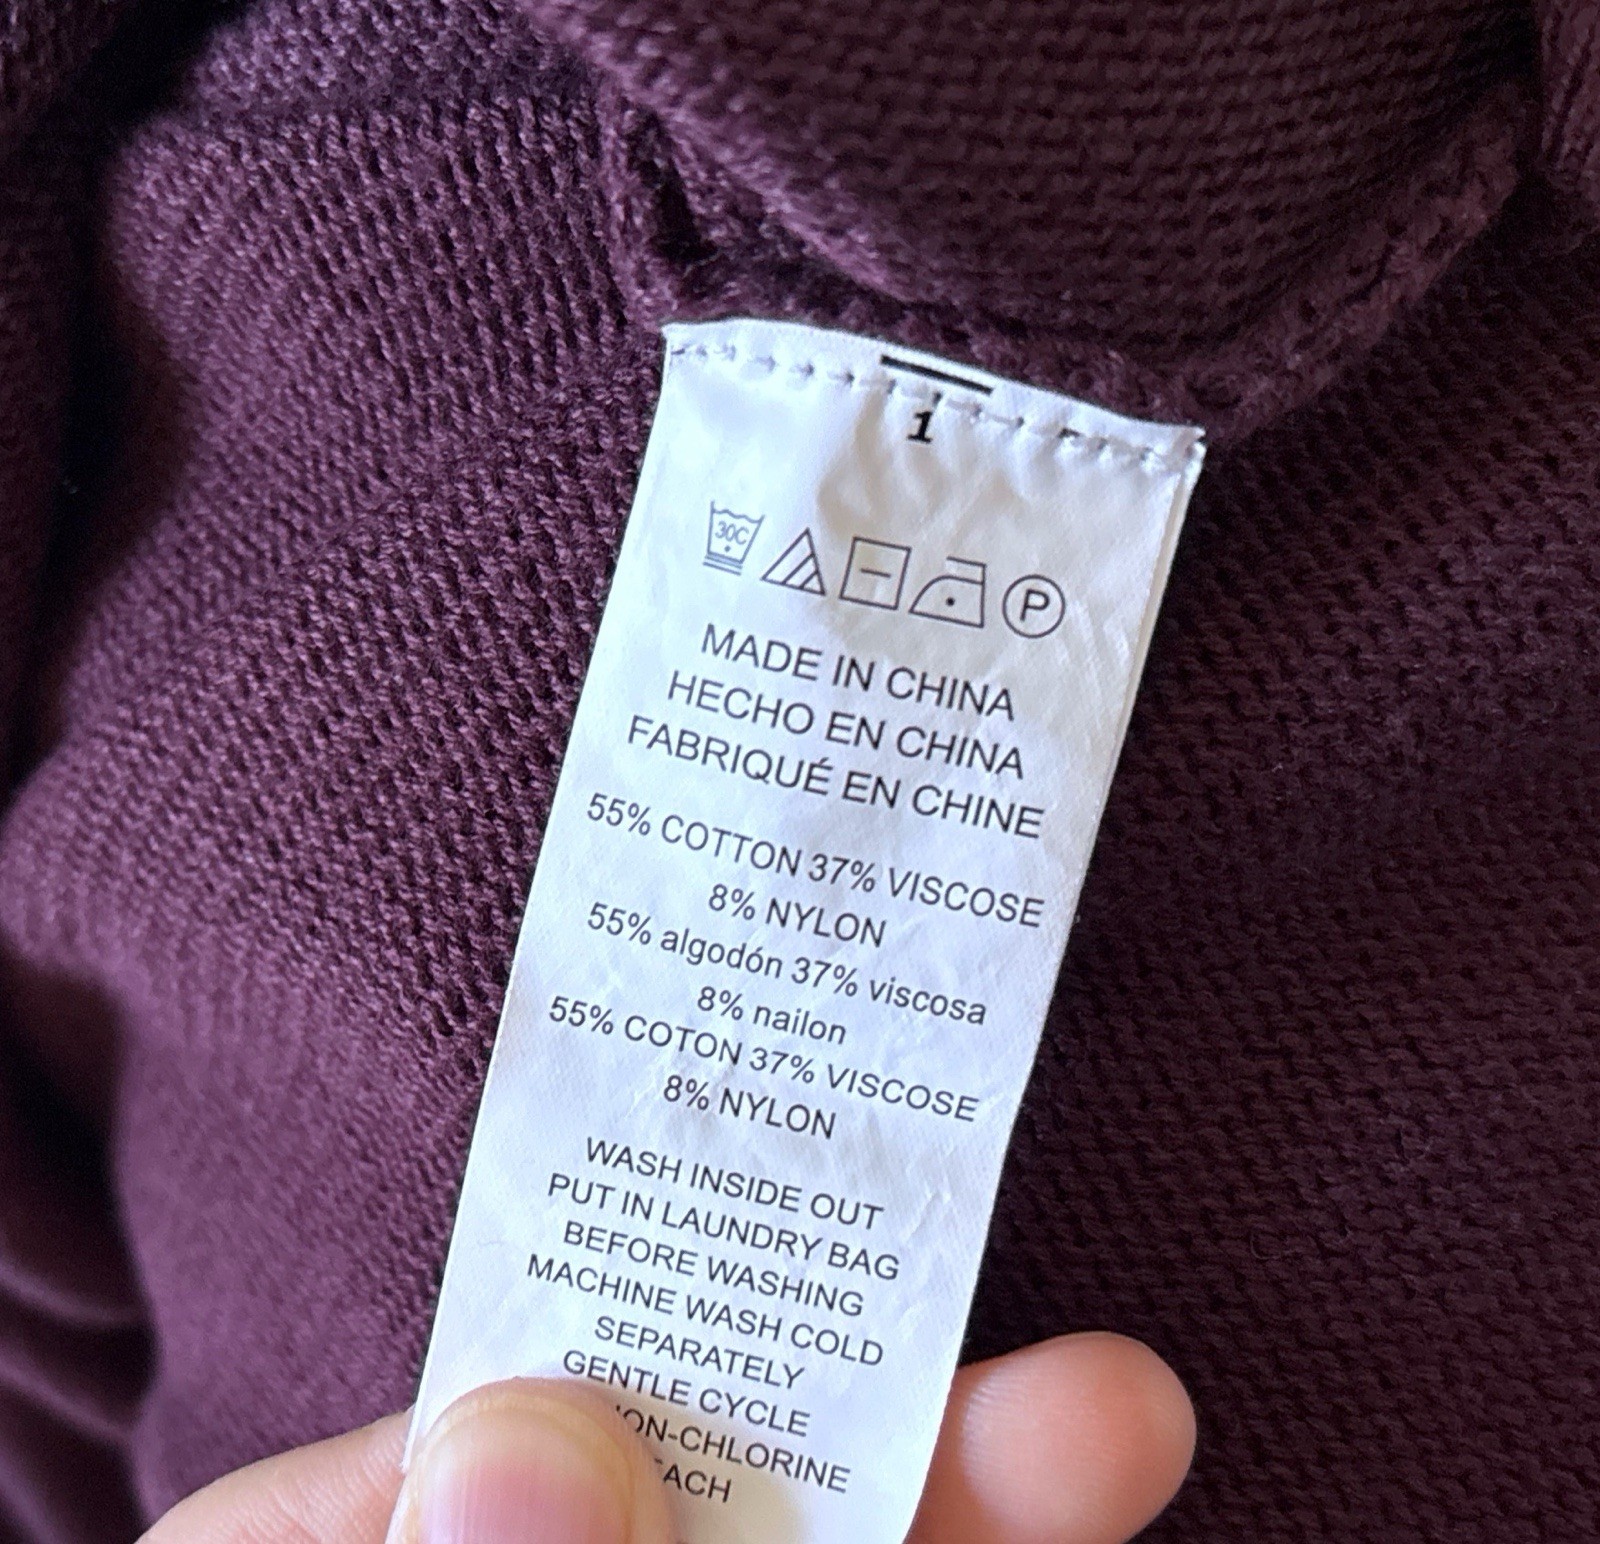 1
30C
P
MADE IN CHINA
HECHO EN CHINA
FABRIQUÉ EN CHINE
55% COTTON 37% VISCOSE
8% NYLON
55% algodón 37% viscosa
8% nailon
55% COTON 37% VISCOSE
8% NYLON
WASH INSIDE OUT
PUT IN LAUNDRY BAG
BEFORE WASHING
MACHINE WASH COLD
SEPARATELY
GENTLE CYCLE